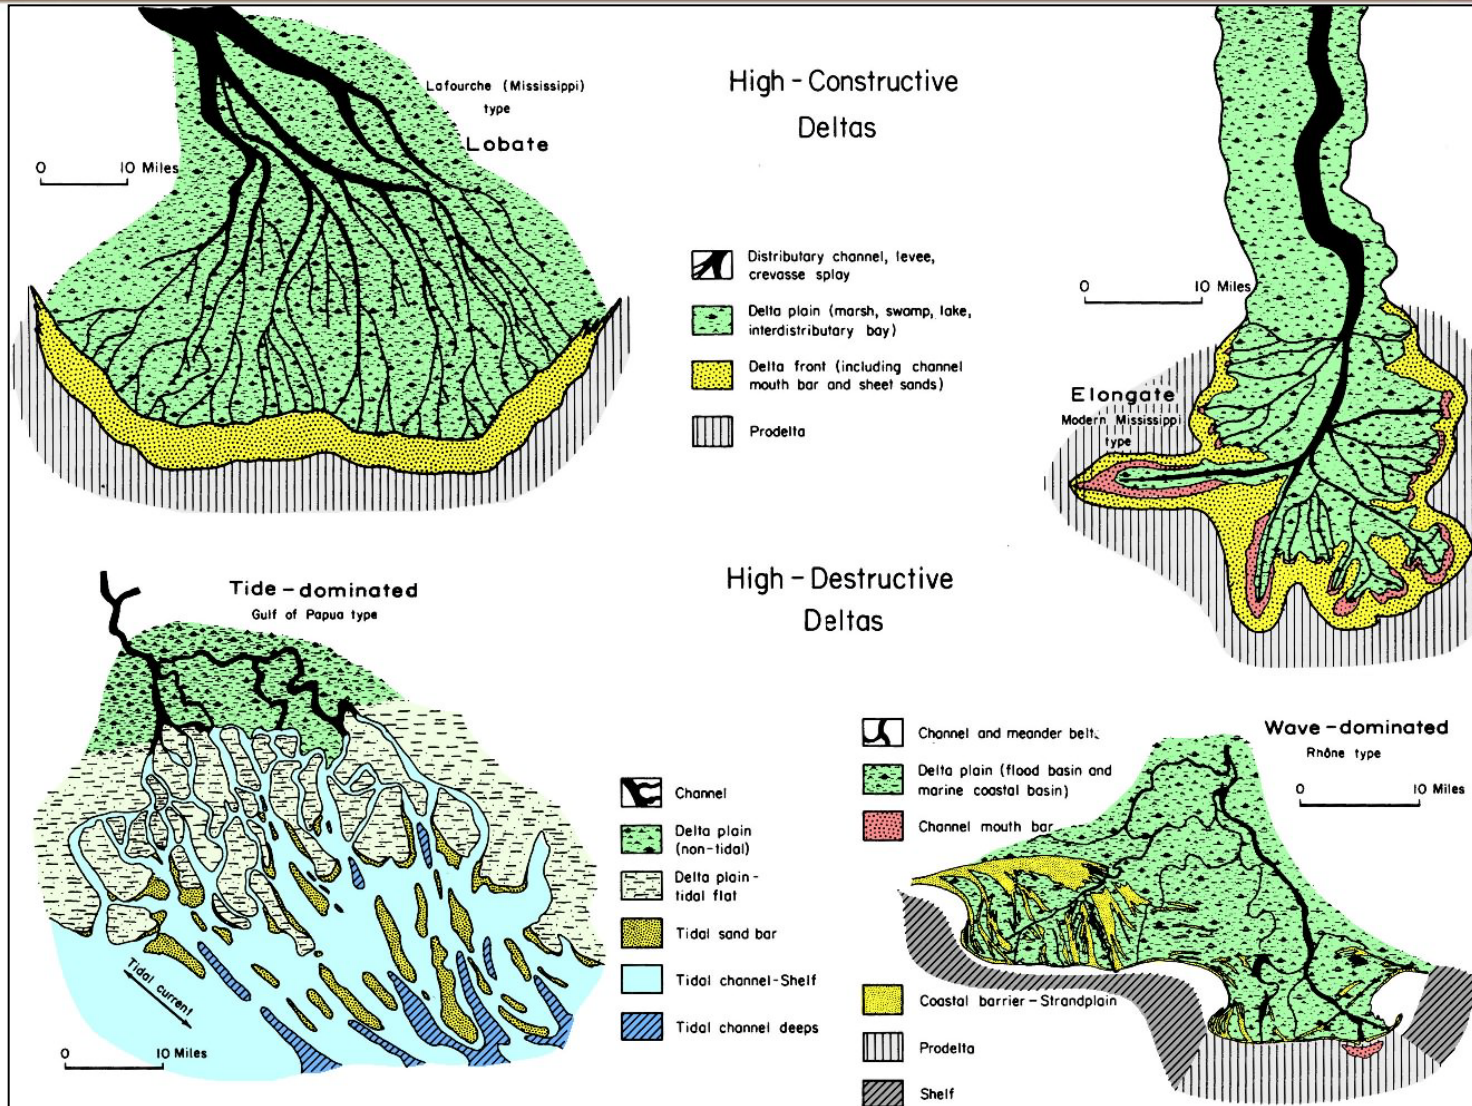 High - Constructive
Deltas
Lafourche (Mississippi)
type
Lobate
0 10 Miles
Distributary channel, levee,
crevasse splay
Delta plain (marsh, swamp, lake,
interdistributary bay)
Delta front (including channel
mouth bar and sheet sands)
Prodelta
0 10 Miles
Elongate
Modern Mississippi
type
High - Destructive
Deltas
Tide - dominated
Gulf of Papua type
Tidal current
0 10 Miles
Channel
Delta plain
(non-tidal)
Delta plain -
tidal flat
Tidal sand bar
Tidal channel-Shelf
Tidal channel deeps
Wave - dominated
Rhône type
0 10 Miles
Channel and meander belt
Delta plain (flood basin and
marine coastal basin)
Channel mouth bar
Coastal barrier - Strandplain
Prodelta
Shelf